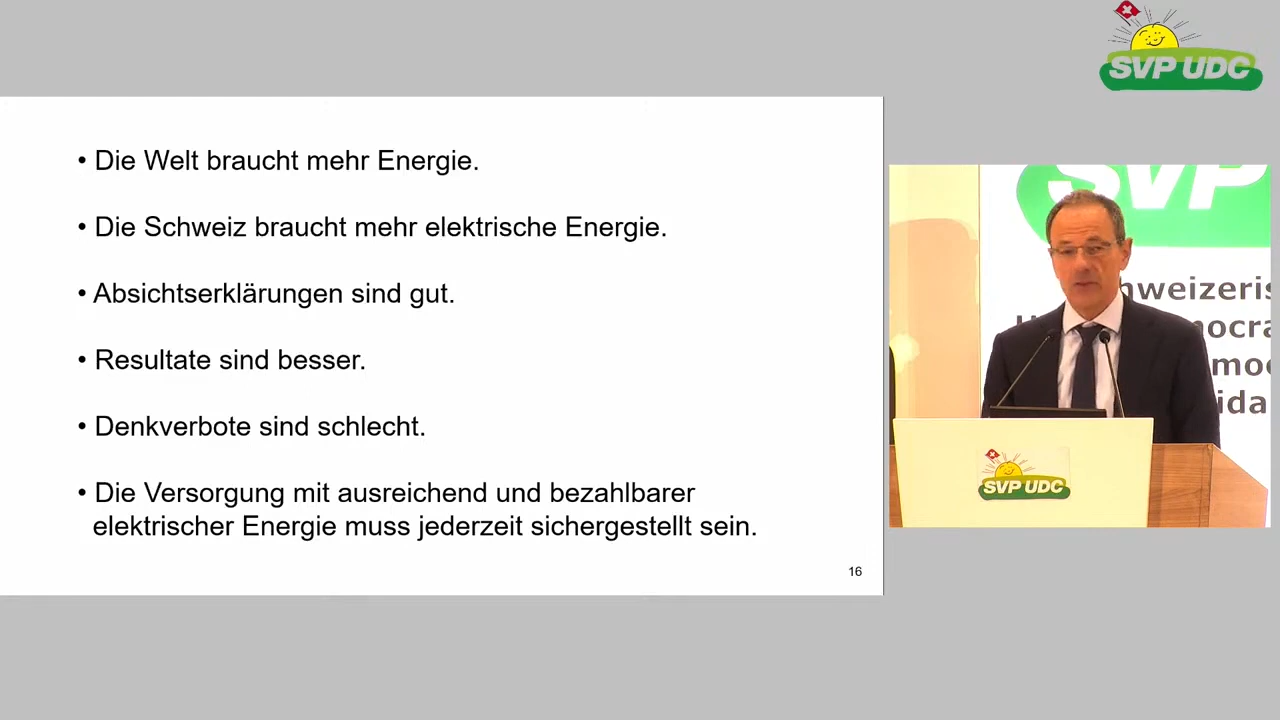 SVP UDC
• Die Welt braucht mehr Energie.
• Die Schweiz braucht mehr elektrische Energie.
• Absichtserklärungen sind gut.
• Resultate sind besser.
• Denkverbote sind schlecht.
• Die Versorgung mit ausreichend und bezahlbarer
elektrischer Energie muss jederzeit sichergestellt sein.
16
SVP
SVP UDC